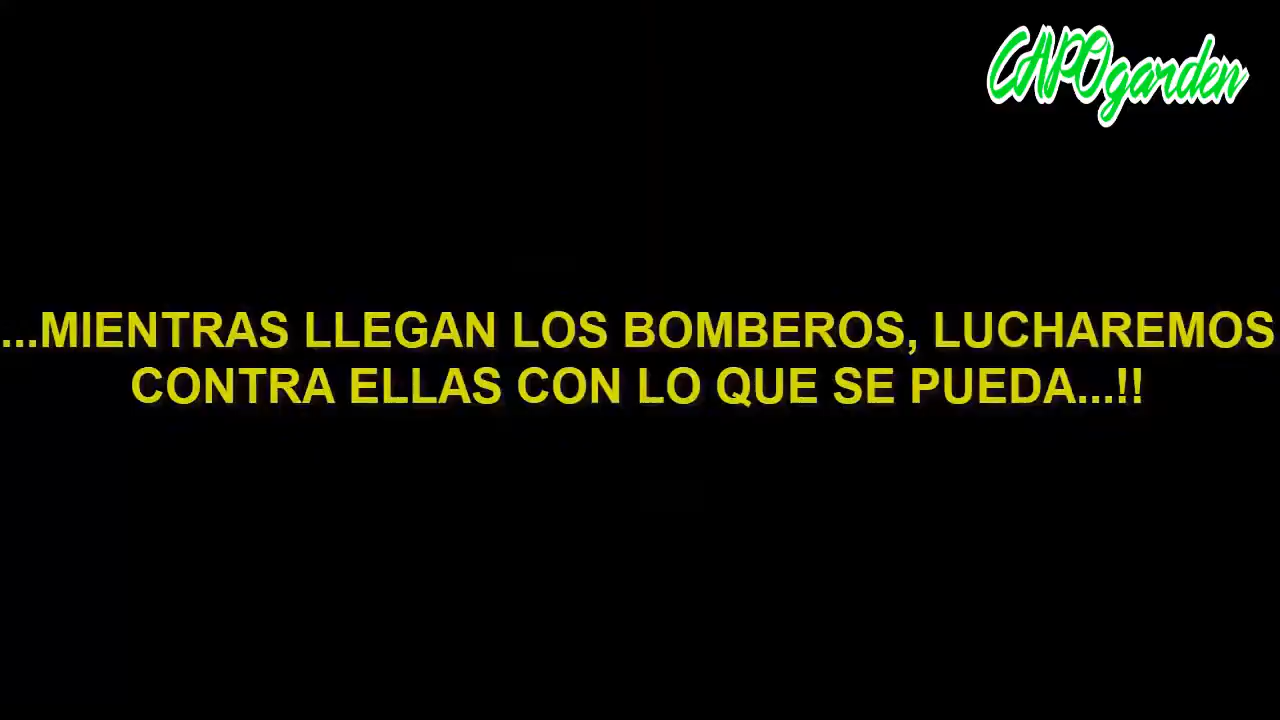 CAPOgarden
...MIENTRAS LLEGAN LOS BOMBEROS, LUCHAREMOS
CONTRA ELLAS CON LO QUE SE PUEDA...!!